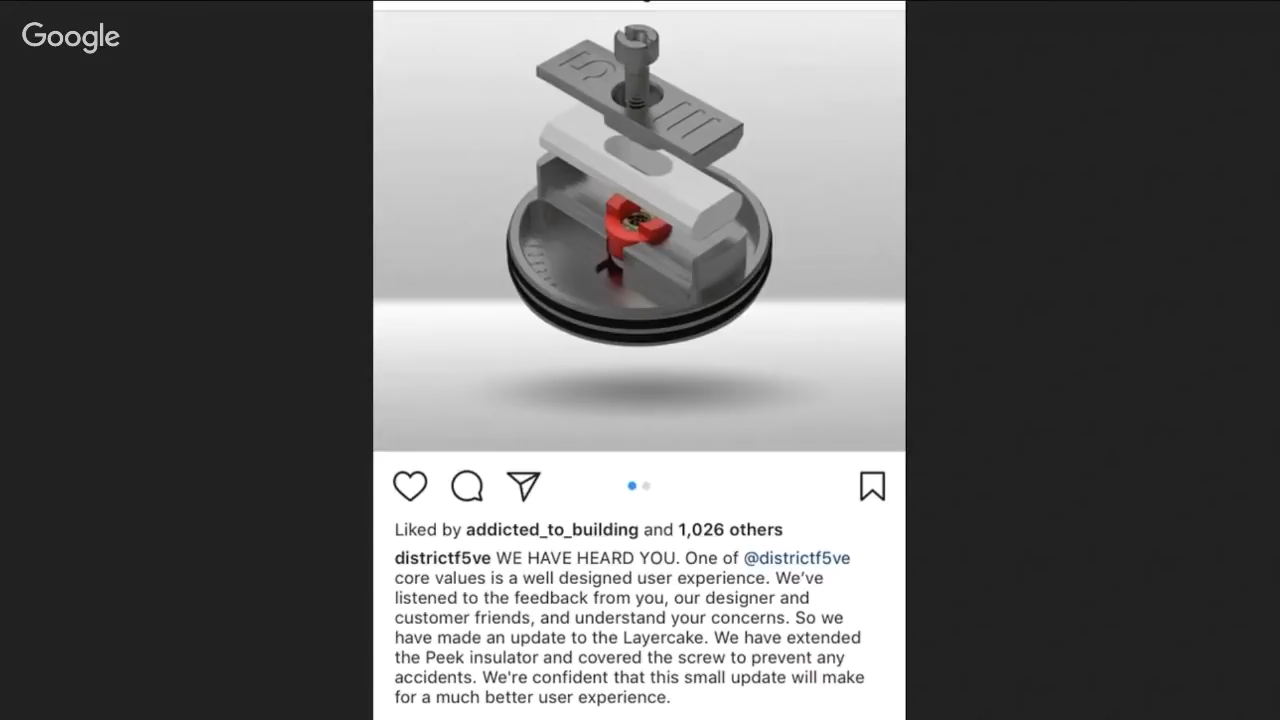 Google
Liked by addicted_to_building and 1,026 others
districtf5ve WE HAVE HEARD YOU. One of @districtf5ve
core values is a well designed user experience. We’ve
listened to the feedback from you, our designer and
customer friends, and understand your concerns. So we
have made an update to the Layercake. We have extended
the Peek insulator and covered the screw to prevent any
accidents. We're confident that this small update will make
for a much better user experience.